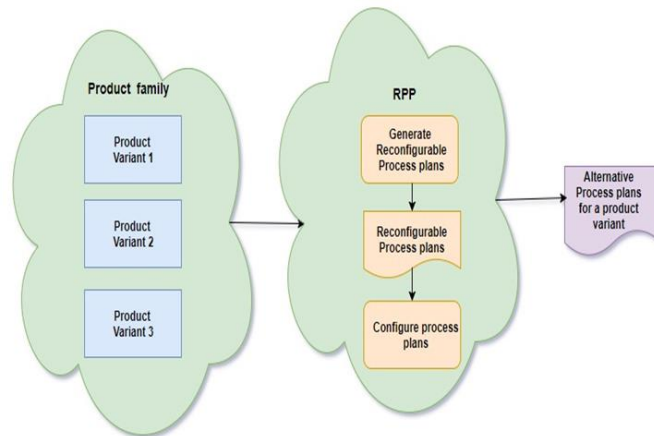 Product family
Product
Variant 1
Product
Variant 2
Product
Variant 3
RPP
Generate
Reconfigurable
Process plans
Reconfigurable
Process plans
Configure process
plans
Alternative
Process plans
for a product
variant